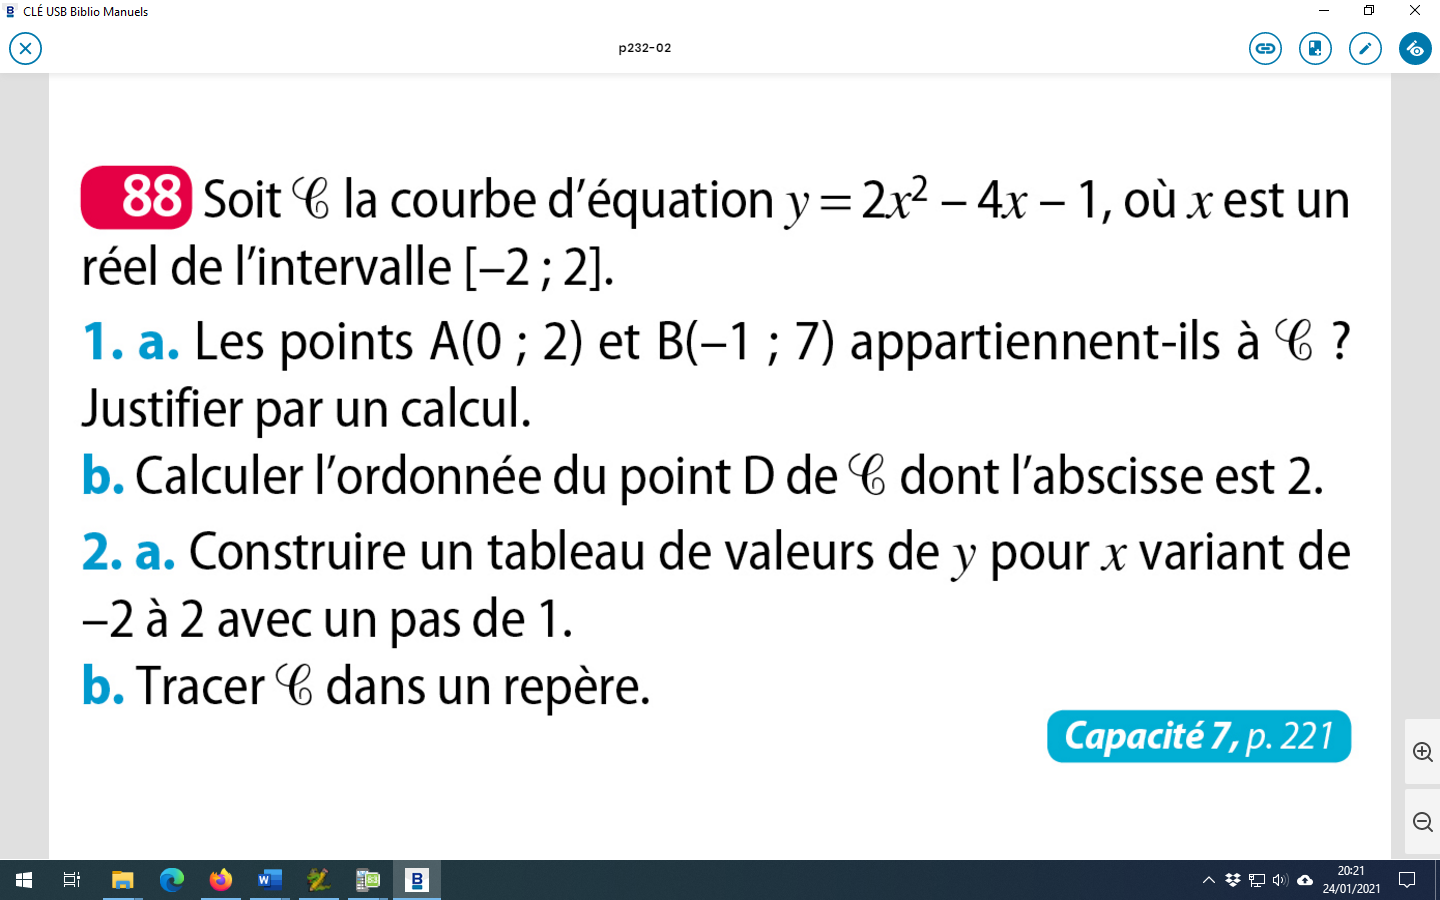 CLÉ USB Biblio Manuels
p232-02
88 Soit 𝒞 la courbe d'équation y = 2x² – 4x – 1, où x est un
réel de l'intervalle [–2 ; 2].
1. a. Les points A(0 ; 2) et B(–1 ; 7) appartiennent-ils à 𝒞 ?
Justifier par un calcul.
b. Calculer l'ordonnée du point D de 𝒞 dont l'abscisse est 2.
2. a. Construire un tableau de valeurs de y pour x variant de
–2 à 2 avec un pas de 1.
b. Tracer 𝒞 dans un repère.
Capacité 7, p. 221
20:21
24/01/2021